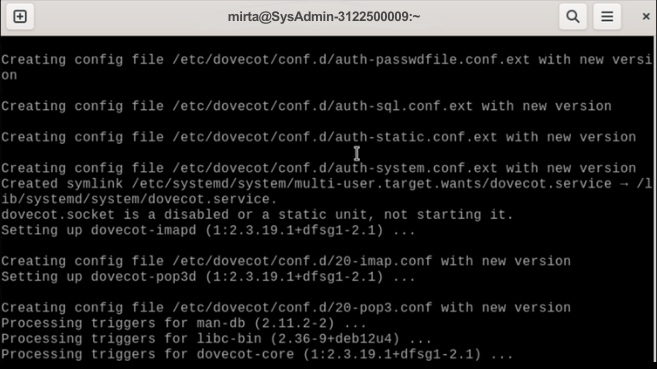 mirta@SysAdmin-3122500009:~
Creating config file /etc/dovecot/conf.d/auth-passwdfile.conf.ext with new versi
on
Creating config file /etc/dovecot/conf.d/auth-sql.conf.ext with new version
Creating config file /etc/dovecot/conf.d/auth-static.conf.ext with new version
Creating config file /etc/dovecot/conf.d/auth-system.conf.ext with new version
Created symlink /etc/systemd/system/multi-user.target.wants/dovecot.service → /l
ib/systemd/system/dovecot.service.
dovecot.socket is a disabled or a static unit, not starting it.
Setting up dovecot-imapd (1:2.3.19.1+dfsg1-2.1) ...
Creating config file /etc/dovecot/conf.d/20-imap.conf with new version
Setting up dovecot-pop3d (1:2.3.19.1+dfsg1-2.1) ...
Creating config file /etc/dovecot/conf.d/20-pop3.conf with new version
Processing triggers for man-db (2.11.2-2) ...
Processing triggers for libc-bin (2.36-9+deb12u4) ...
Processing triggers for dovecot-core (1:2.3.19.1+dfsg1-2.1) ...